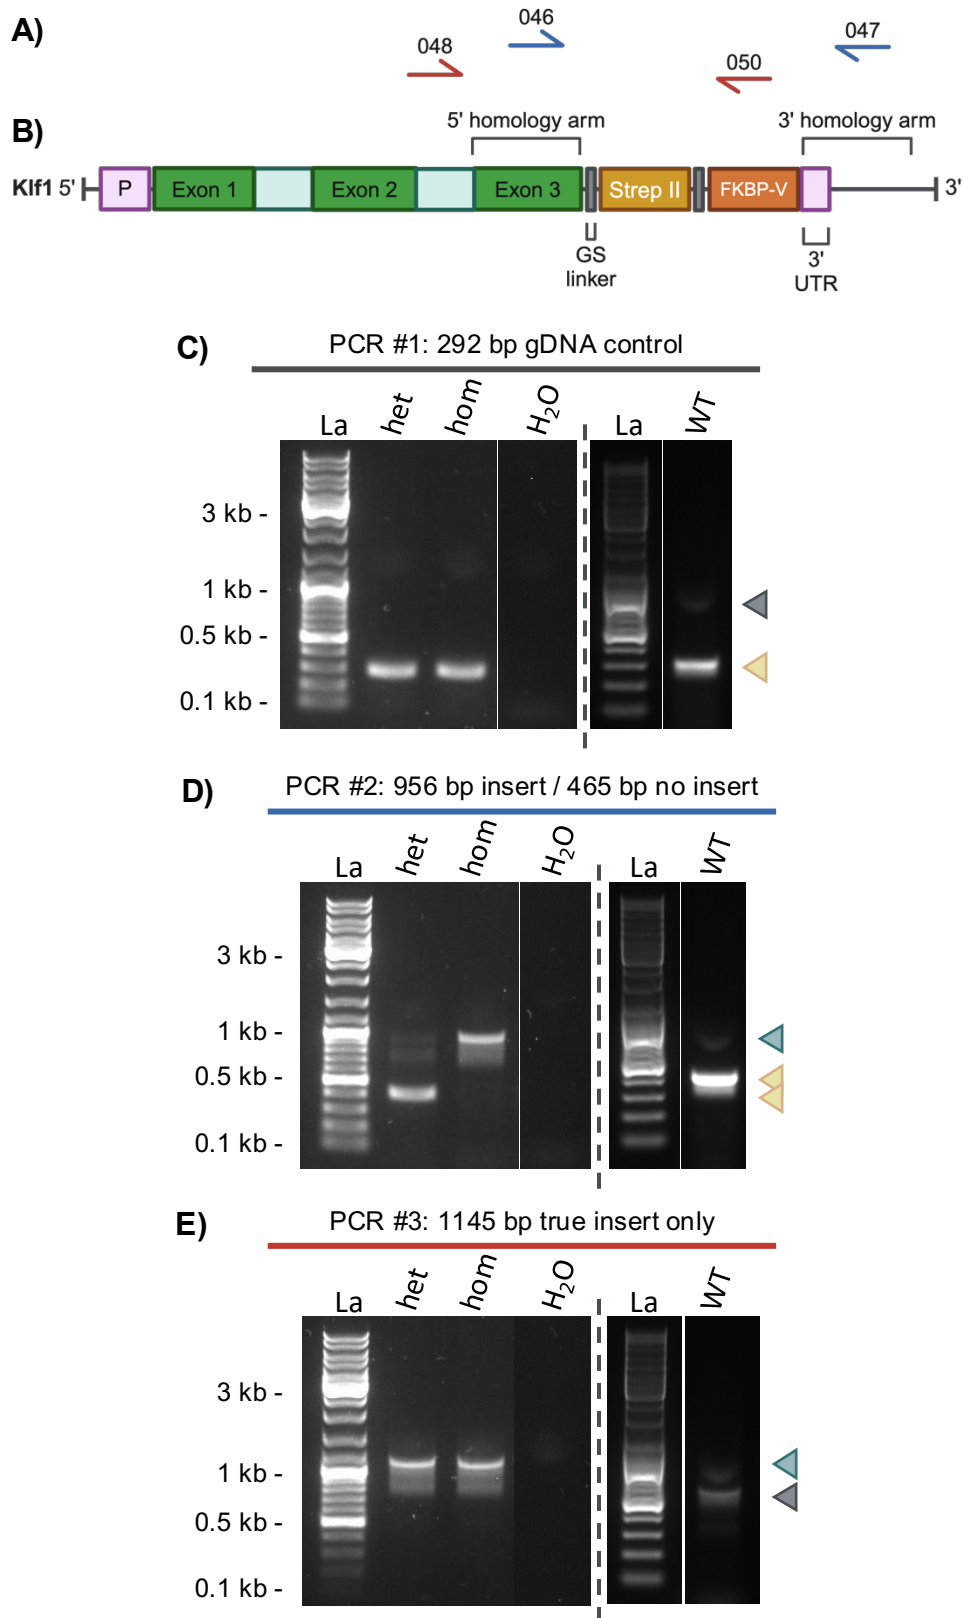 A)
046
047
048
050
B)
5' homology arm
3' homology arm
Klf1 5'
P
Exon 1
Exon 2
Exon 3
Strep II
FKBP-V
3'
GS
linker
3'
UTR
C)
PCR #1: 292 bp gDNA control
La het hom H₂O La WT
3 kb -
1 kb -
0.5 kb -
0.1 kb -
D)
PCR #2: 956 bp insert / 465 bp no insert
La het hom H₂O La WT
3 kb -
1 kb -
0.5 kb -
0.1 kb -
E)
PCR #3: 1145 bp true insert only
La het hom H₂O La WT
3 kb -
1 kb -
0.5 kb -
0.1 kb -